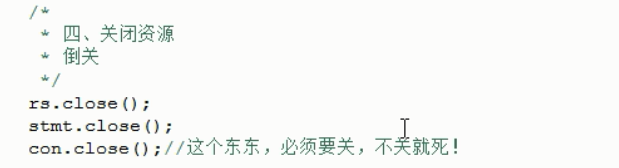 /*
* 四、关闭资源
* 倒关
*/
rs.close();
stmt.close();
con.close();//这个东东，必须要关，不关就死!